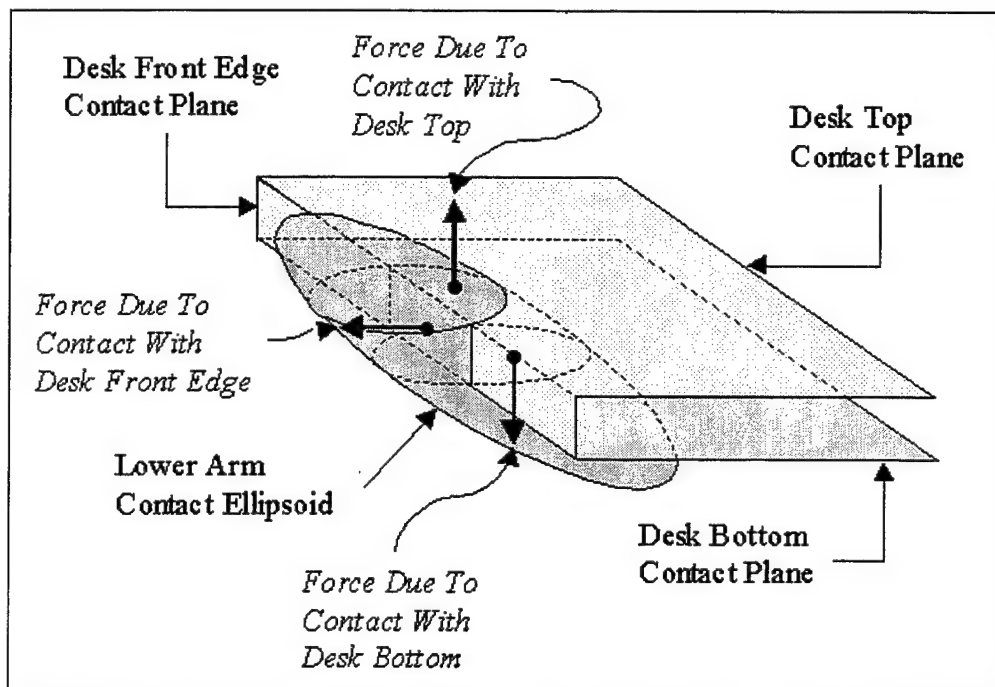 Force Due To
Contact With
Desk Top
Desk Front Edge
Contact Plane
Desk Top
Contact Plane
Force Due To
Contact With
Desk Front Edge
Lower Arm
Contact Ellipsoid
Desk Bottom
Contact Plane
Force Due To
Contact With
Desk Bottom